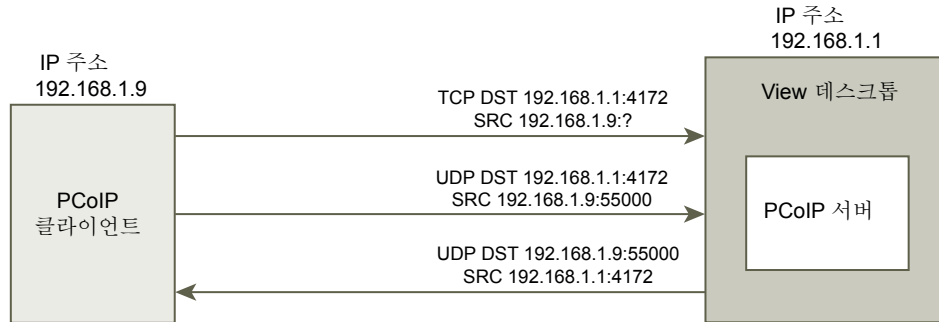 IP 주소
192.168.1.1
IP 주소
192.168.1.9
View 데스크톱
TCP DST 192.168.1.1:4172
SRC 192.168.1.9:?
UDP DST 192.168.1.1:4172
SRC 192.168.1.9:55000
PCoIP
클라이언트
PCoIP 서버
UDP DST 192.168.1.9:55000
SRC 192.168.1.1:4172